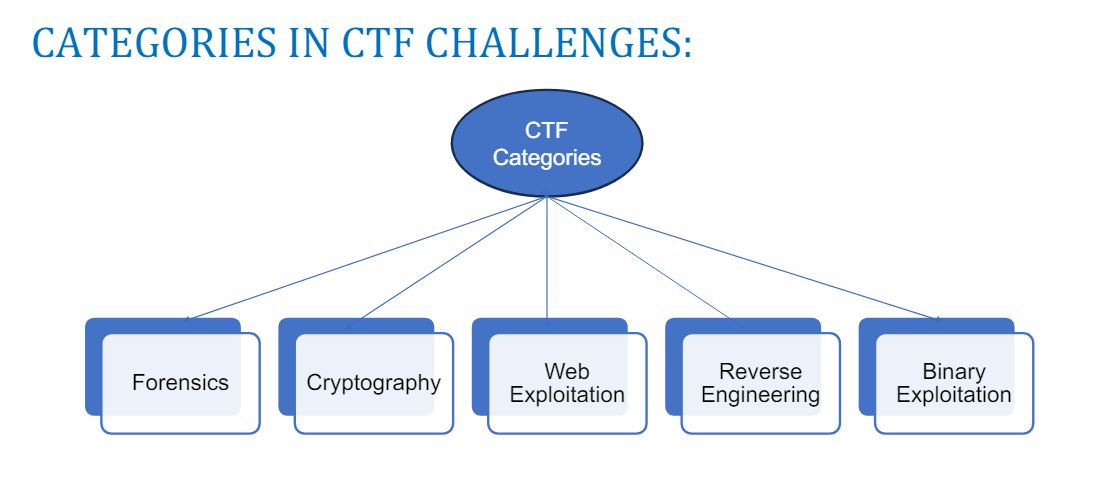 CATEGORIES IN CTF CHALLENGES:
CTF
Categories
Forensics
Cryptography
Web
Exploitation
Reverse
Engineering
Binary
Exploitation